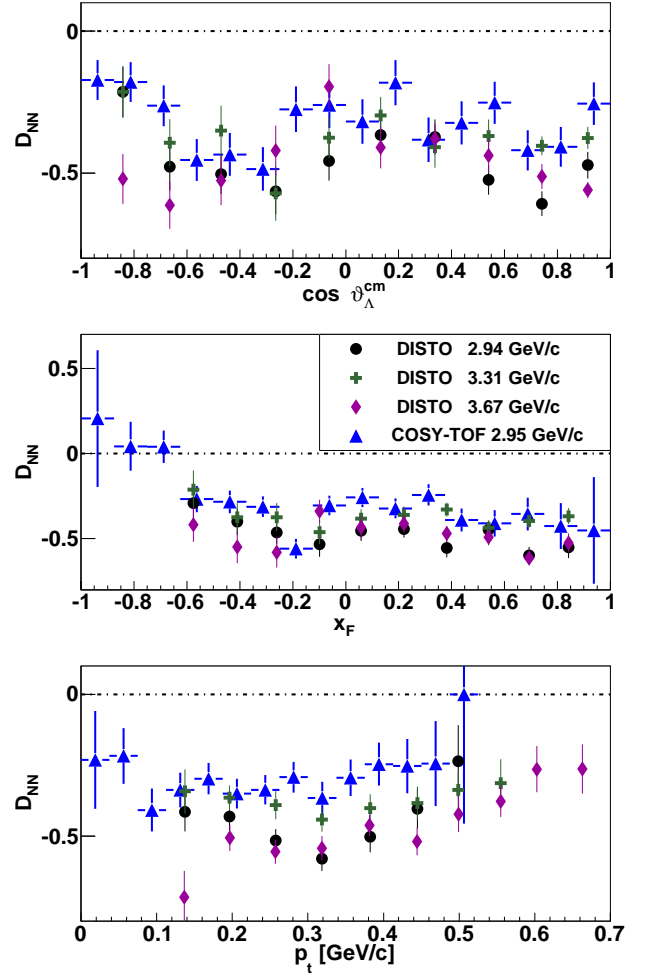 0
-0.5
D_NN
-1 -0.8 -0.6 -0.4 -0.2 0 0.2 0.4 0.6 0.8 1
cos ϑ_Λ^cm
0.5
0
-0.5
D_NN
DISTO 2.94 GeV/c
DISTO 3.31 GeV/c
DISTO 3.67 GeV/c
COSY-TOF 2.95 GeV/c
-1 -0.8 -0.6 -0.4 -0.2 0 0.2 0.4 0.6 0.8 1
x_F
0
-0.5
D_NN
0 0.1 0.2 0.3 0.4 0.5 0.6 0.7
p_t [GeV/c]